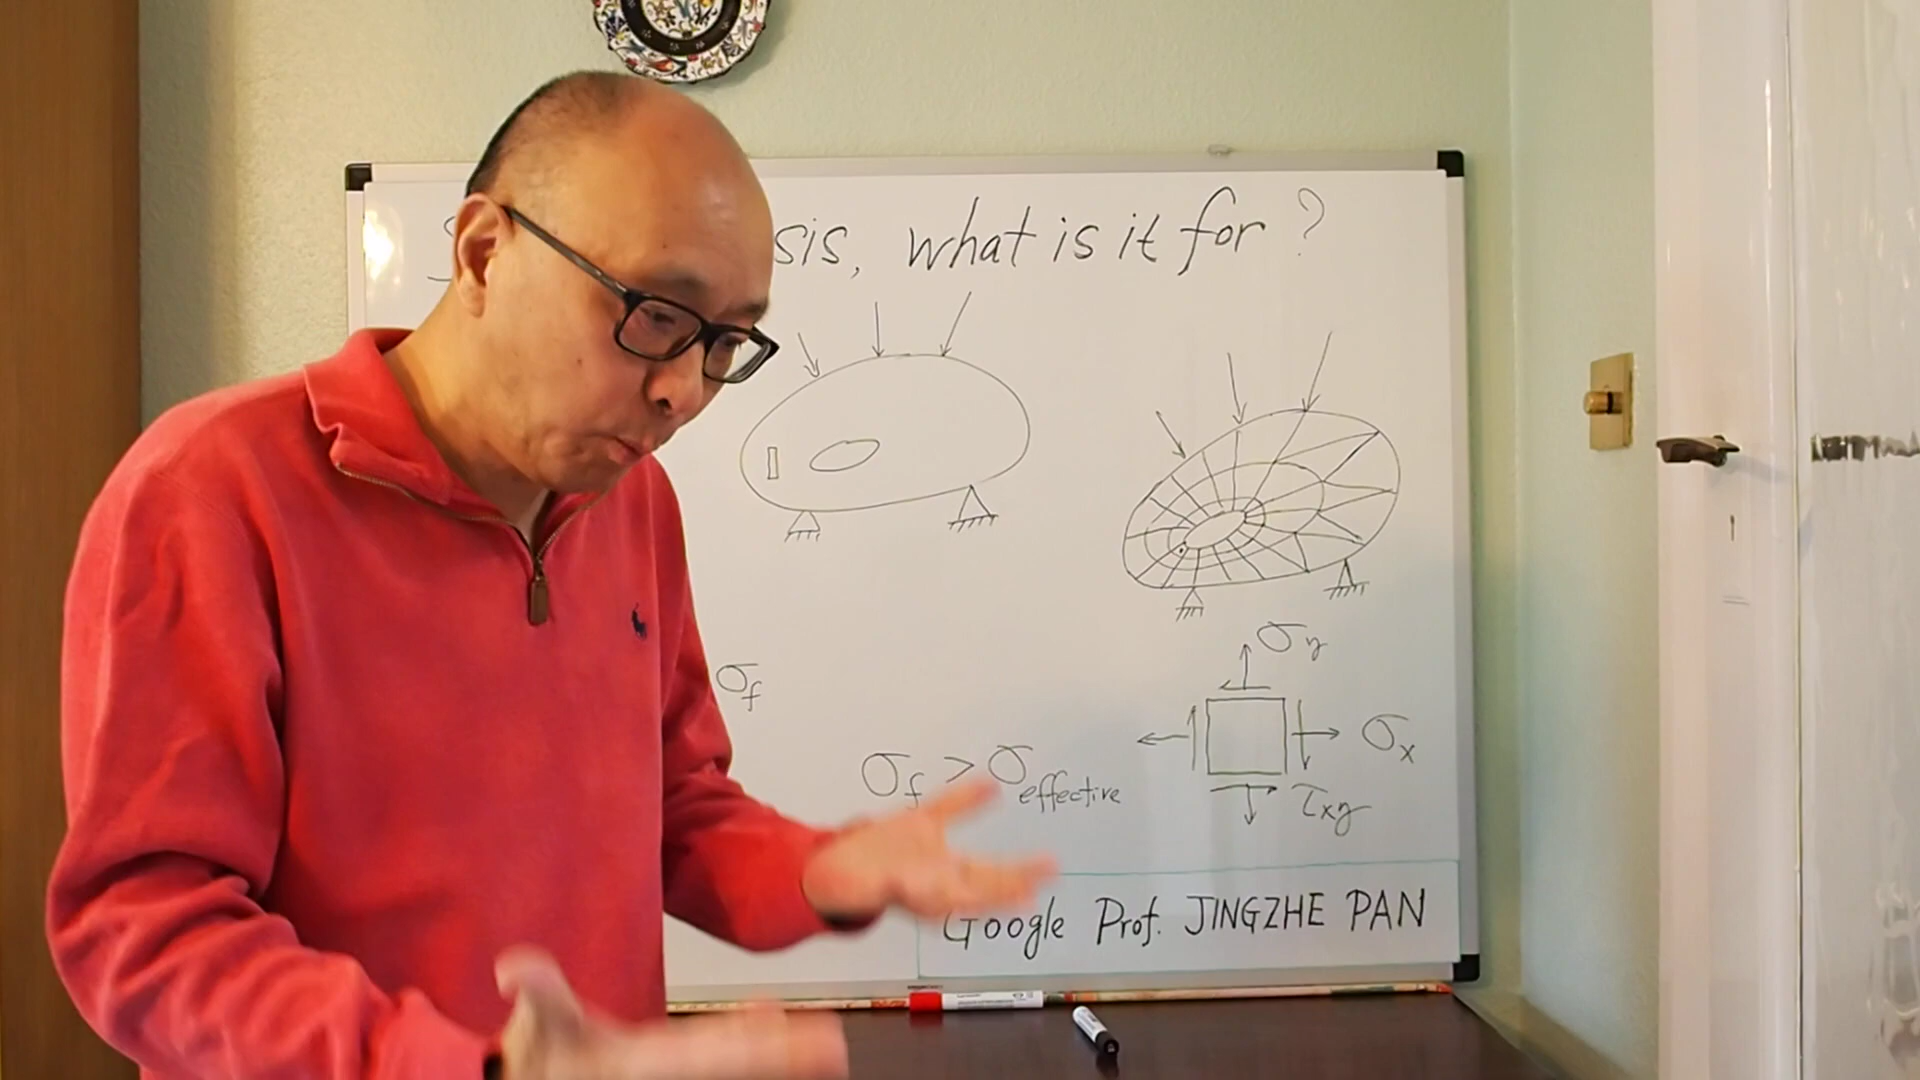 sis, what is it for ?
σf
σf > σeffective
σy
σx
τxy
Google Prof. JINGZHE PAN